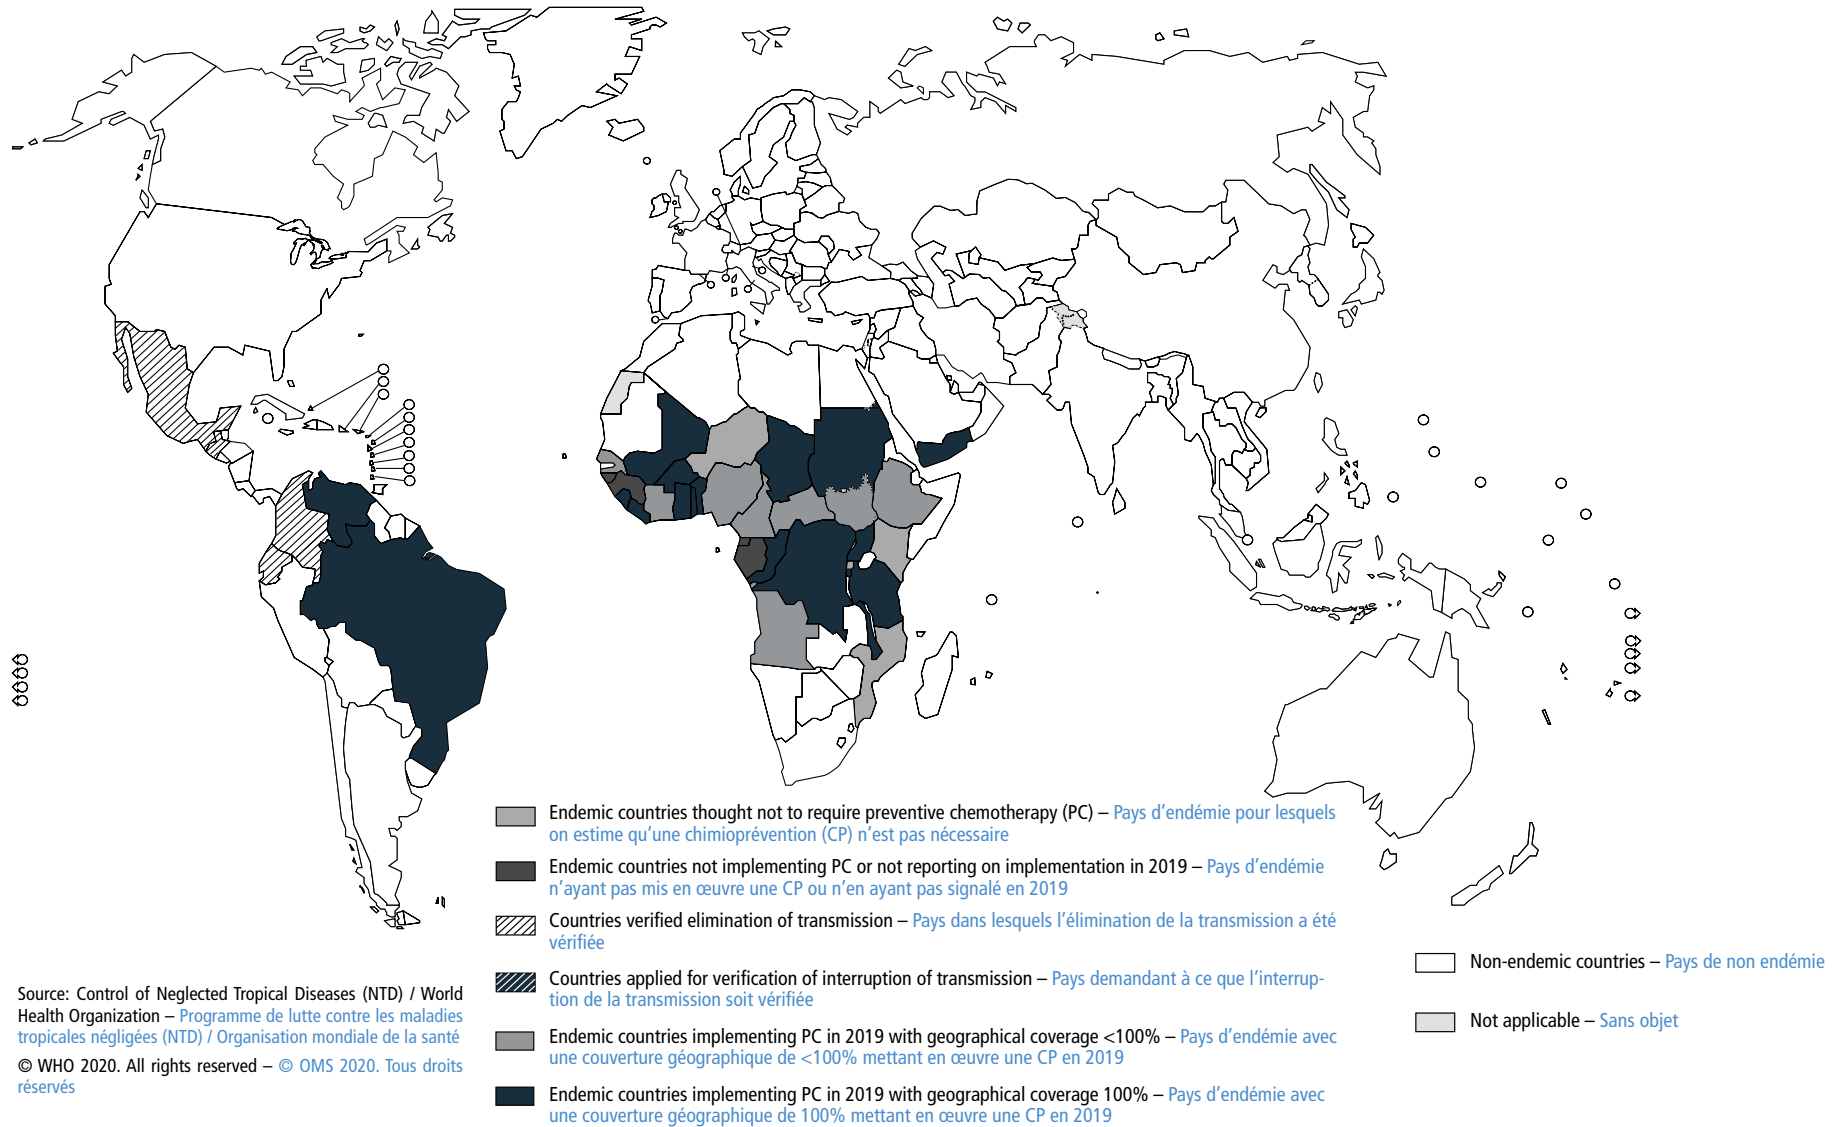 Endemic countries thought not to require preventive chemotherapy (PC) – Pays d'endémie pour lesquels
on estime qu'une chimioprévention (CP) n'est pas nécessaire
Endemic countries not implementing PC or not reporting on implementation in 2019 – Pays d'endémie
n'ayant pas mis en œuvre une CP ou n'en ayant pas signalé en 2019
Countries verified elimination of transmission – Pays dans lesquels l'élimination de la transmission a été
vérifiée
Countries applied for verification of interruption of transmission – Pays demandant à ce que l'interrup-
tion de la transmission soit vérifiée
Endemic countries implementing PC in 2019 with geographical coverage <100% – Pays d'endémie avec
une couverture géographique de <100% mettant en œuvre une CP en 2019
Endemic countries implementing PC in 2019 with geographical coverage 100% – Pays d'endémie avec
une couverture géographique de 100% mettant en œuvre une CP en 2019
Non-endemic countries – Pays de non endémie
Not applicable – Sans objet
Source: Control of Neglected Tropical Diseases (NTD) / World
Health Organization – Programme de lutte contre les maladies
tropicales négligées (NTD) / Organisation mondiale de la santé
© WHO 2020. All rights reserved – © OMS 2020. Tous droits
réservés